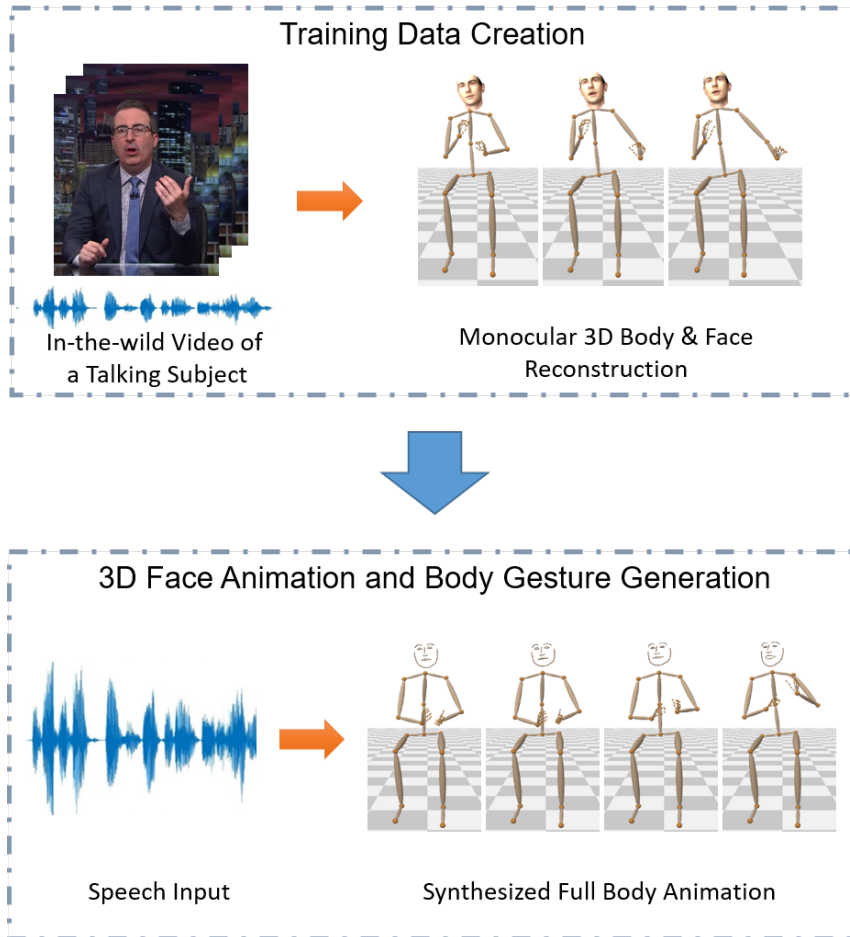 Training Data Creation
In-the-wild Video of
a Talking Subject
Monocular 3D Body & Face
Reconstruction
3D Face Animation and Body Gesture Generation
Speech Input
Synthesized Full Body Animation